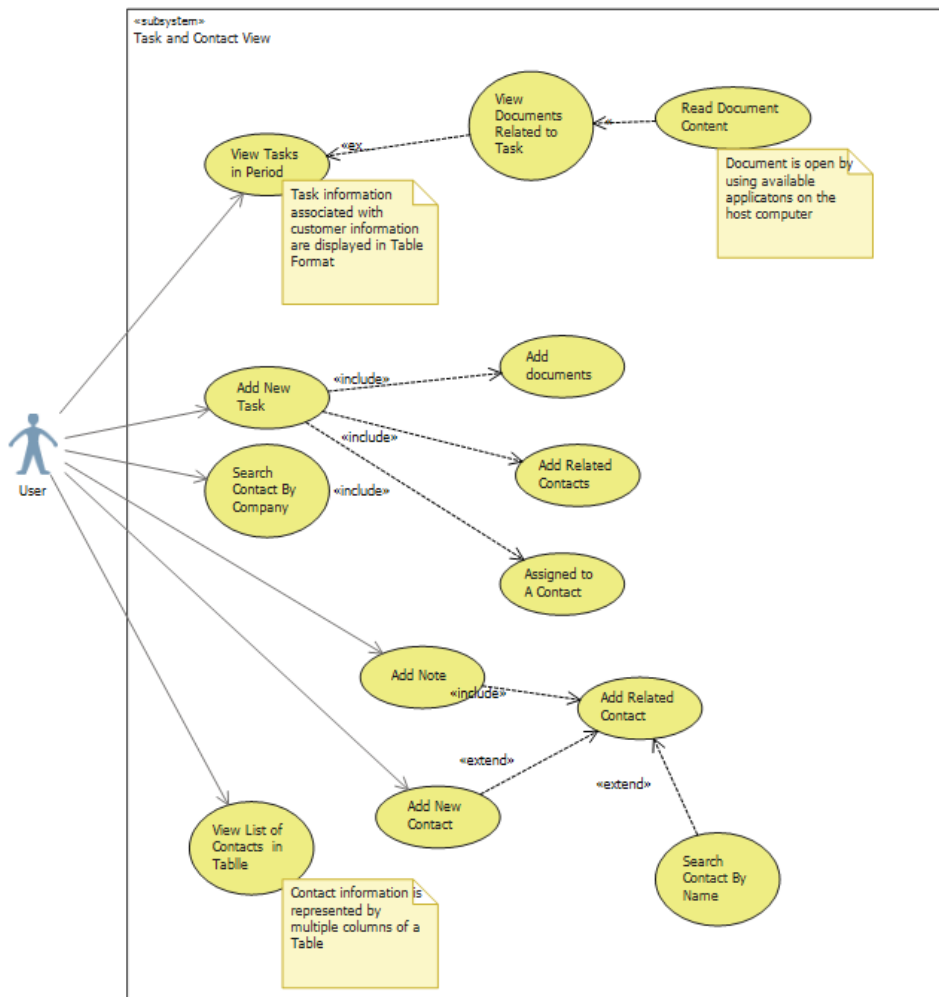 «subsystem»
Task and Contact View
View
Documents
Related to
Task
Read Document
Content
«ex.
«
View Tasks
in Period
Document is open by
using available
applicatons on the
host computer
Task information
associated with
customer information
are displayed in Table
Format
Add
documents
«include»
Add New
Task
«include»
Add Related
Contacts
Search
Contact By
Company
«include»
User
Assigned to
A Contact
Add Note
«include»
Add Related
Contact
«extend»
«extend»
Add New
Contact
View List of
Contacts in
Tablle
Search
Contact By
Name
Contact information is
represented by
multiple columns of a
Table